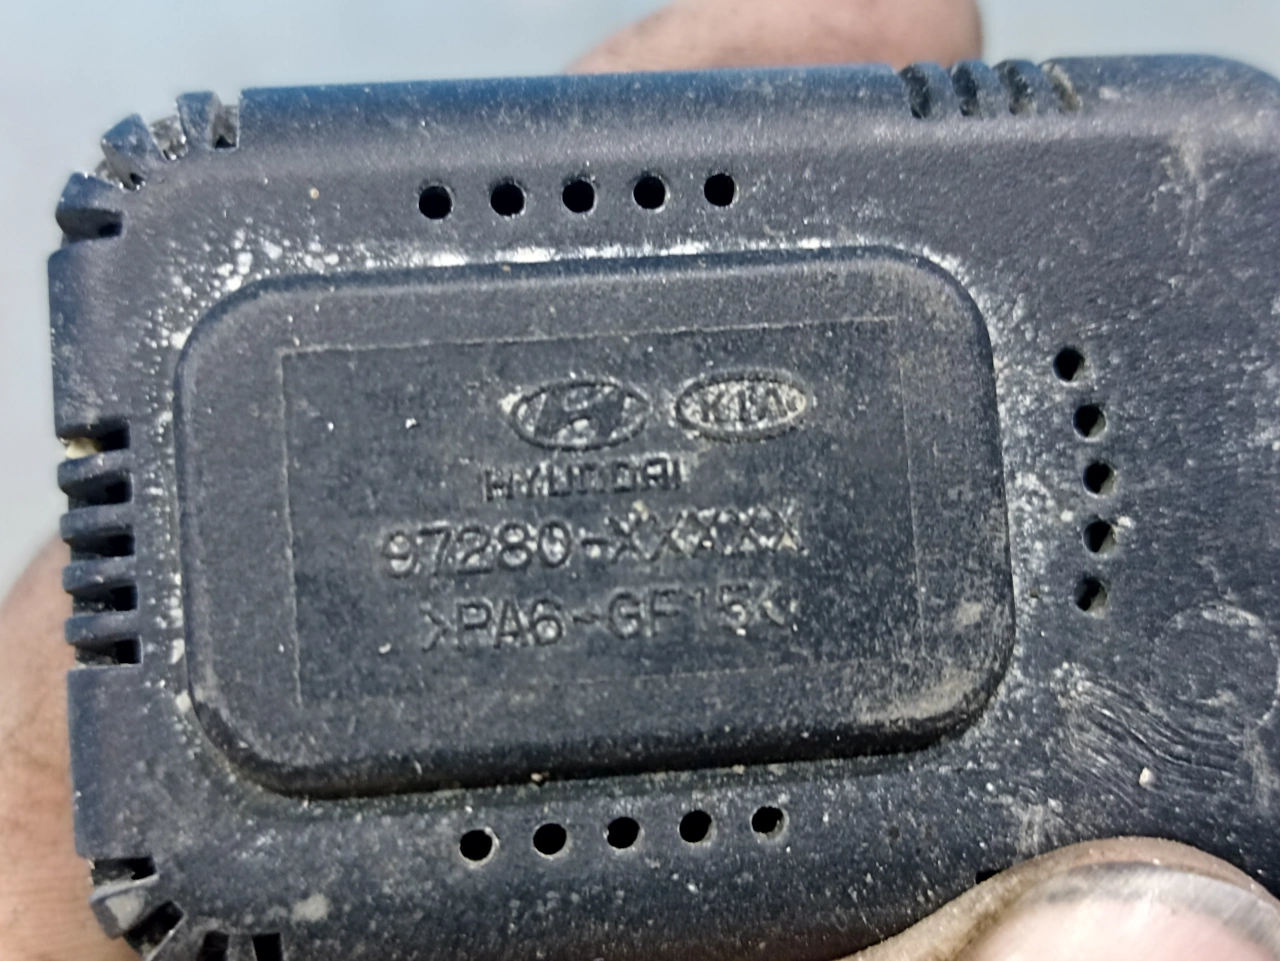 KIA
HYUNDAI
97280-XXXXX
>PA6-GF15<